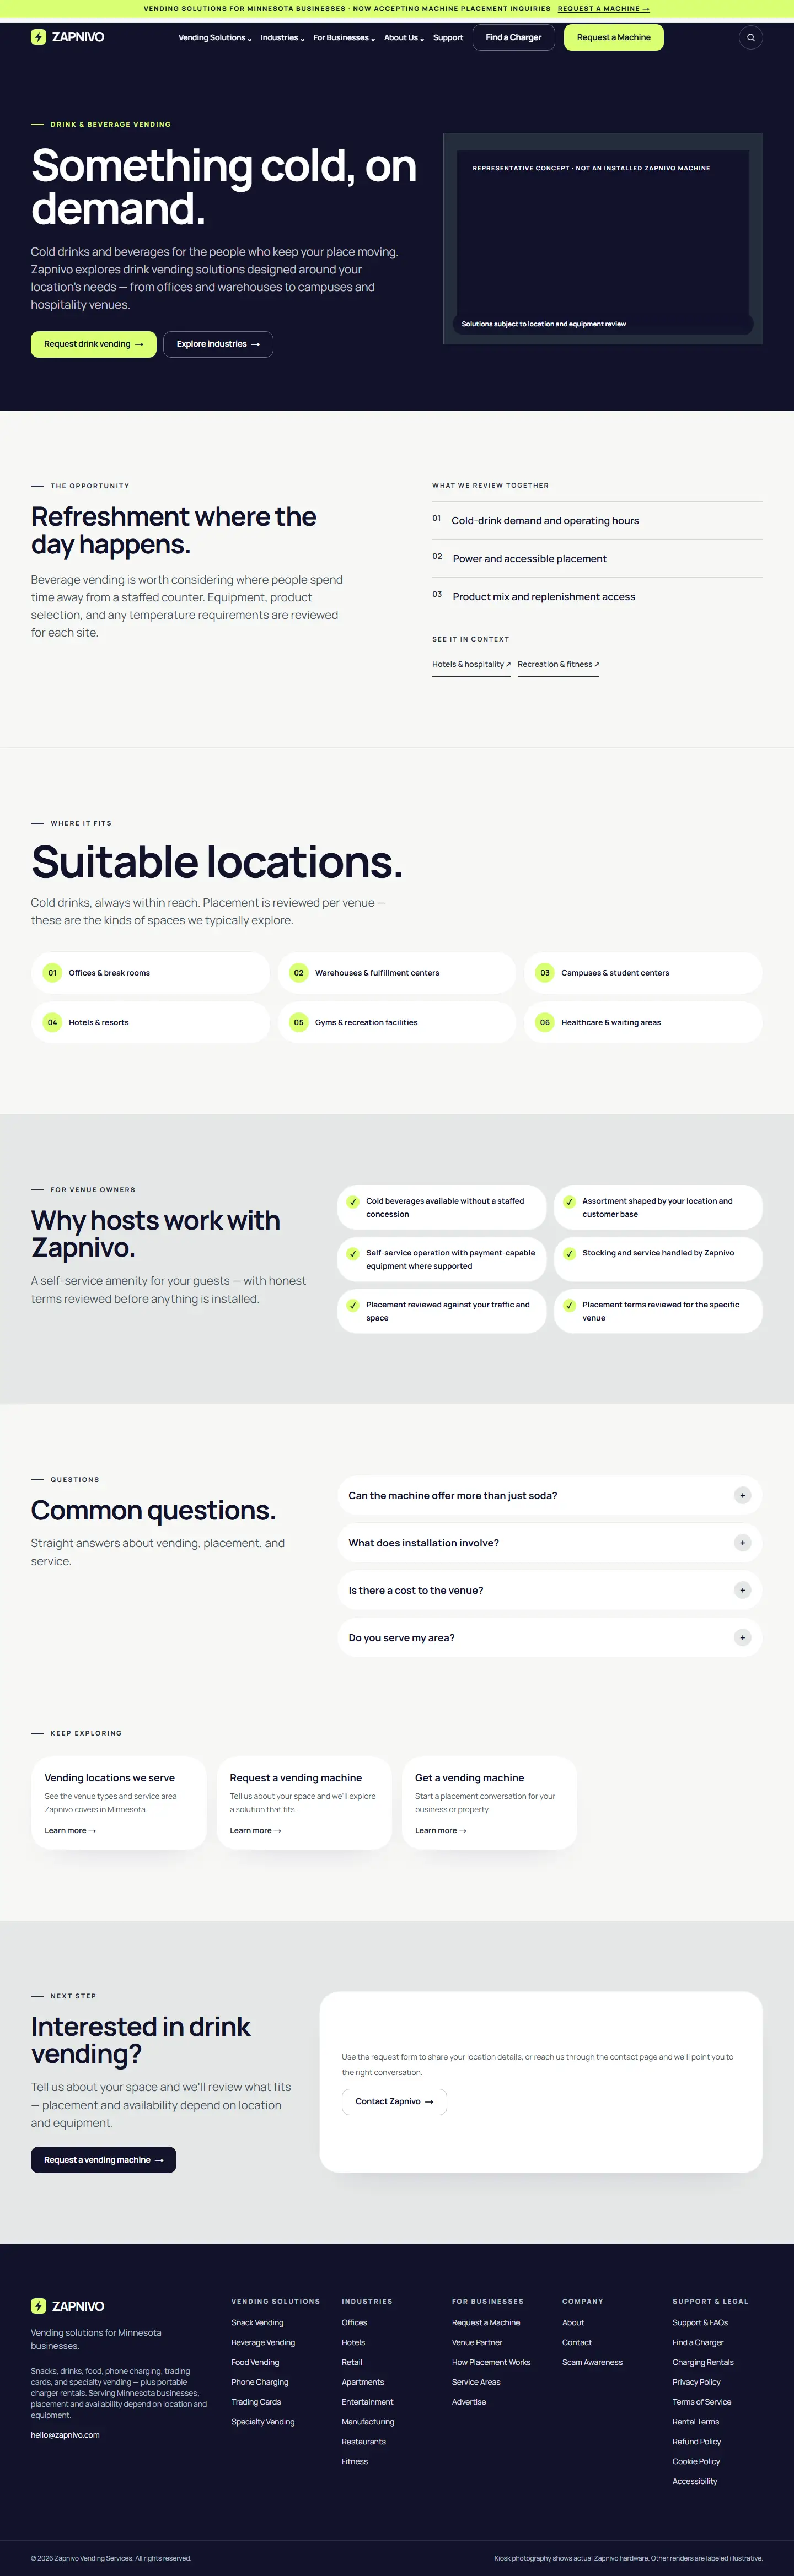 VENDING SOLUTIONS FOR MINNESOTA BUSINESSES · NOW ACCEPTING MACHINE PLACEMENT INQUIRIES REQUEST A MACHINE →
ZAPNIVO Vending Solutions Industries For Businesses About Us Support Find a Charger Request a Machine
DRINK & BEVERAGE VENDING
Something cold, on
demand.
Cold drinks and beverages for the people who keep your place moving.
Zapnivo explores drink vending solutions designed around your
location's needs — from offices and warehouses to campuses and
hospitality venues.
Request drink vending →
Explore industries →
REPRESENTATIVE CONCEPT · NOT AN INSTALLED ZAPNIVO MACHINE
Solutions subject to location and equipment review
THE OPPORTUNITY
Refreshment where the
day happens.
Beverage vending is worth considering where people spend
time away from a staffed counter. Equipment, product
selection, and any temperature requirements are reviewed
for each site.
WHAT WE REVIEW TOGETHER
01 Cold-drink demand and operating hours
02 Power and accessible placement
03 Product mix and replenishment access
SEE IT IN CONTEXT
Hotels & hospitality ↗ Recreation & fitness ↗
WHERE IT FITS
Suitable locations.
Cold drinks, always within reach. Placement is reviewed per venue —
these are the kinds of spaces we typically explore.
01 Offices & break rooms
02 Warehouses & fulfillment centers
03 Campuses & student centers
04 Hotels & resorts
05 Gyms & recreation facilities
06 Healthcare & waiting areas
FOR VENUE OWNERS
Why hosts work with
Zapnivo.
A self-service amenity for your guests — with honest
terms reviewed before anything is installed.
✓ Cold beverages available without a staffed
concession
✓ Assortment shaped by your location and
customer base
✓ Self-service operation with payment-capable
equipment where supported
✓ Stocking and service handled by Zapnivo
✓ Placement reviewed against your traffic and
space
✓ Placement terms reviewed for the specific
venue
QUESTIONS
Common questions.
Straight answers about vending, placement, and
service.
Can the machine offer more than just soda? +
What does installation involve? +
Is there a cost to the venue? +
Do you serve my area? +
KEEP EXPLORING
Vending locations we serve
See the venue types and service area
Zapnivo covers in Minnesota.
Learn more →
Request a vending machine
Tell us about your space and we'll explore
a solution that fits.
Learn more →
Get a vending machine
Start a placement conversation for your
business or property.
Learn more →
NEXT STEP
Interested in drink
vending?
Tell us about your space and we'll review what fits
— placement and availability depend on location
and equipment.
Request a vending machine →
Use the request form to share your location details, or reach us through the contact page and we'll point you to
the right conversation.
Contact Zapnivo →
ZAPNIVO
Vending solutions for Minnesota
businesses.
Snacks, drinks, food, phone charging, trading
cards, and specialty vending — plus portable
charger rentals. Serving Minnesota businesses;
placement and availability depend on location and
equipment.
hello@zapnivo.com
VENDING SOLUTIONS
Snack Vending
Beverage Vending
Food Vending
Phone Charging
Trading Cards
Specialty Vending
INDUSTRIES
Offices
Hotels
Retail
Apartments
Entertainment
Manufacturing
Restaurants
Fitness
FOR BUSINESSES
Request a Machine
Venue Partner
How Placement Works
Service Areas
Advertise
COMPANY
About
Contact
Scam Awareness
SUPPORT & LEGAL
Support & FAQs
Find a Charger
Charging Rentals
Privacy Policy
Terms of Service
Rental Terms
Refund Policy
Cookie Policy
Accessibility
© 2026 Zapnivo Vending Services. All rights reserved.
Kiosk photography shows actual Zapnivo hardware. Other renders are labeled illustrative.